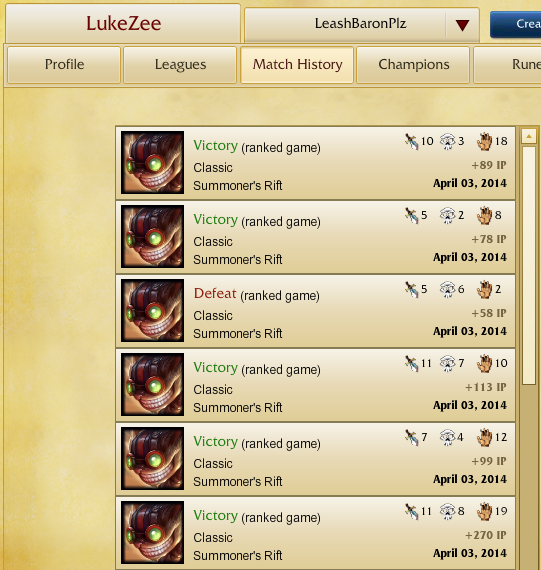 LukeZee LeashBaronPlz Crea
Profile Leagues Match History Champions Rune
Victory (ranked game) 10 3 18
Classic +89 IP
Summoner's Rift April 03, 2014
Victory (ranked game) 5 2 8
Classic +78 IP
Summoner's Rift April 03, 2014
Defeat (ranked game) 5 6 2
Classic +58 IP
Summoner's Rift April 03, 2014
Victory (ranked game) 11 7 10
Classic +113 IP
Summoner's Rift April 03, 2014
Victory (ranked game) 7 4 12
Classic +99 IP
Summoner's Rift April 03, 2014
Victory (ranked game) 11 8 19
Classic +270 IP
Summoner's Rift April 03, 2014